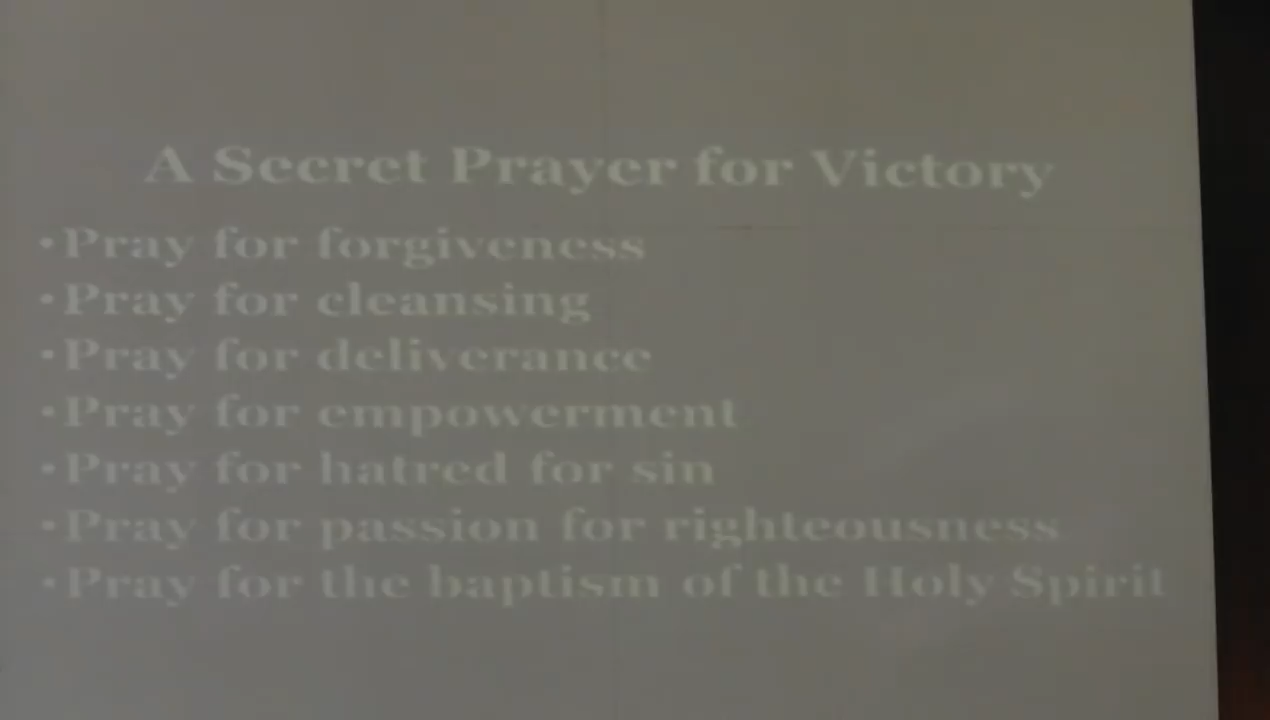 A Secret Prayer for Victory
•Pray for forgiveness
•Pray for cleansing
•Pray for deliverance
•Pray for empowerment
•Pray for hatred for sin
•Pray for passion for righteousness
•Pray for the baptism of the Holy Spirit